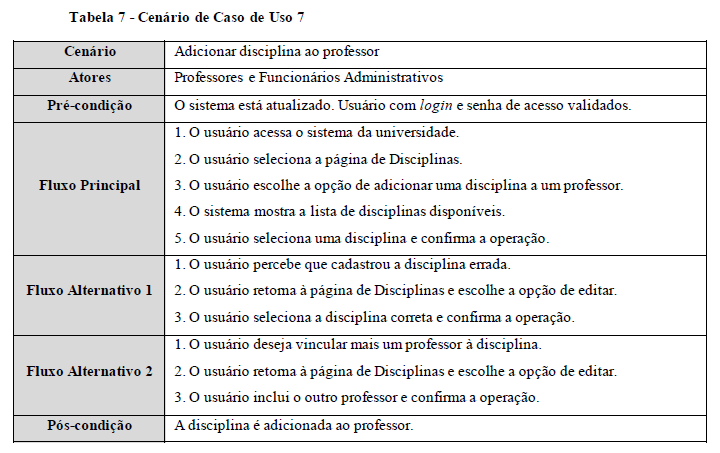 Tabela 7 - Cenário de Caso de Uso 7
Cenário Adicionar disciplina ao professor
Atores Professores e Funcionários Administrativos
Pré-condição O sistema está atualizado. Usuário com login e senha de acesso validados.
Fluxo Principal
1. O usuário acessa o sistema da universidade.
2. O usuário seleciona a página de Disciplinas.
3. O usuário escolhe a opção de adicionar uma disciplina a um professor.
4. O sistema mostra a lista de disciplinas disponíveis.
5. O usuário seleciona uma disciplina e confirma a operação.
Fluxo Alternativo 1
1. O usuário percebe que cadastrou a disciplina errada.
2. O usuário retoma à página de Disciplinas e escolhe a opção de editar.
3. O usuário seleciona a disciplina correta e confirma a operação.
Fluxo Alternativo 2
1. O usuário deseja vincular mais um professor à disciplina.
2. O usuário retoma à página de Disciplinas e escolhe a opção de editar.
3. O usuário inclui o outro professor e confirma a operação.
Pós-condição A disciplina é adicionada ao professor.